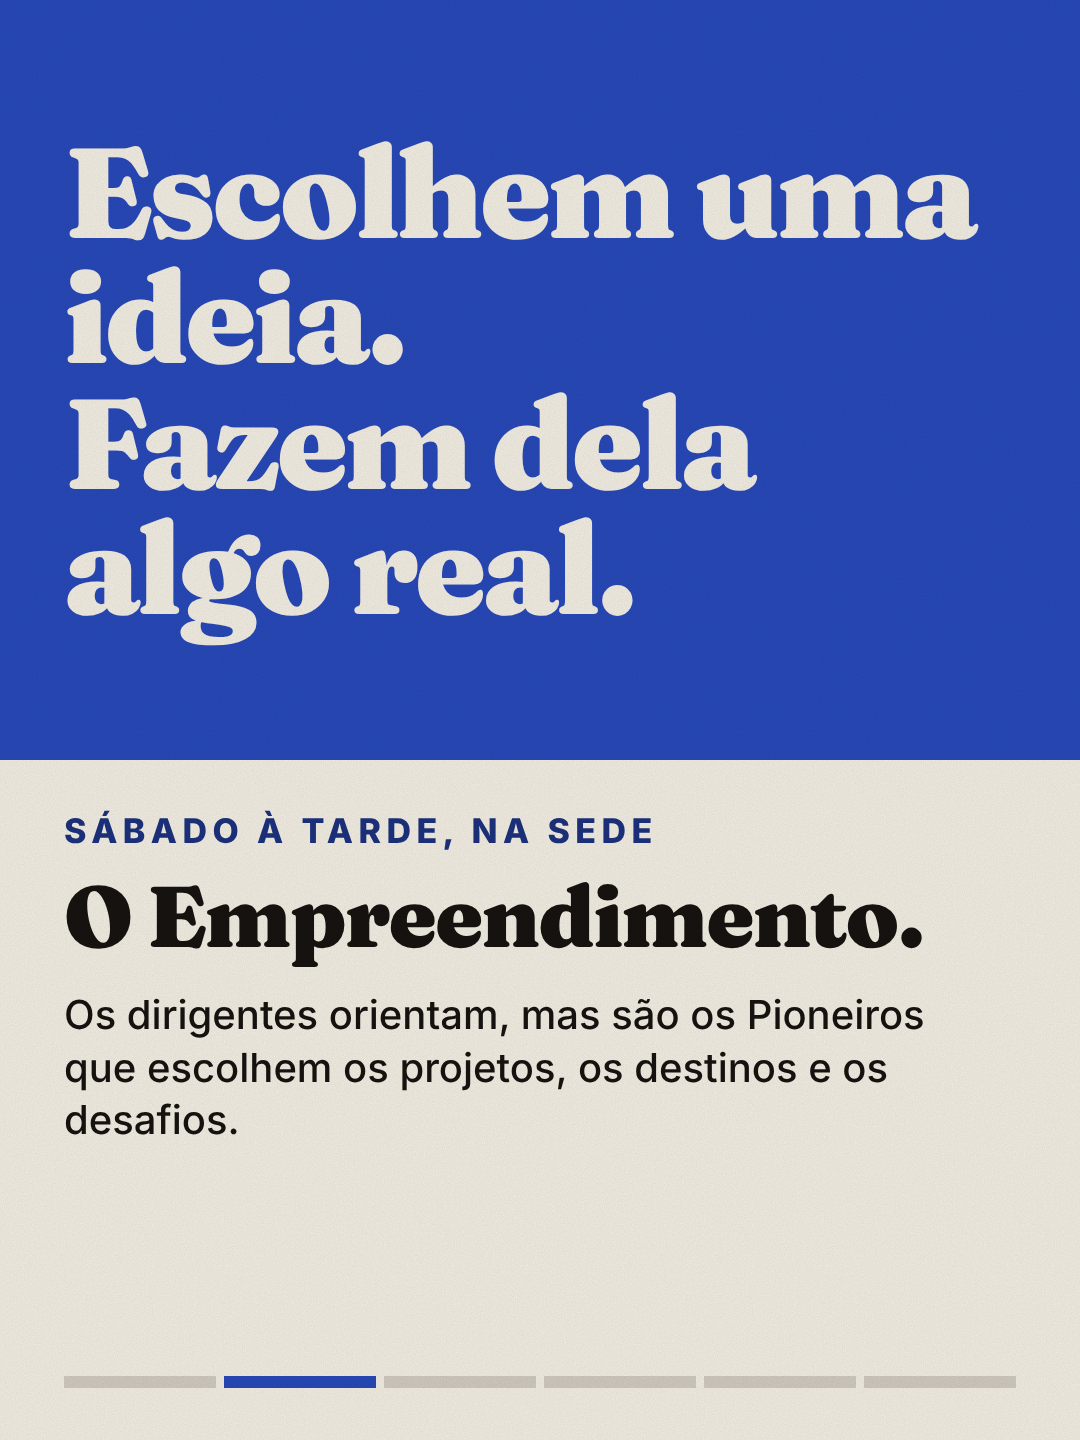 Escolhem uma
ideia.
Fazem dela
algo real.
SÁBADO À TARDE, NA SEDE
O Empreendimento.
Os dirigentes orientam, mas são os Pioneiros
que escolhem os projetos, os destinos e os
desafios.